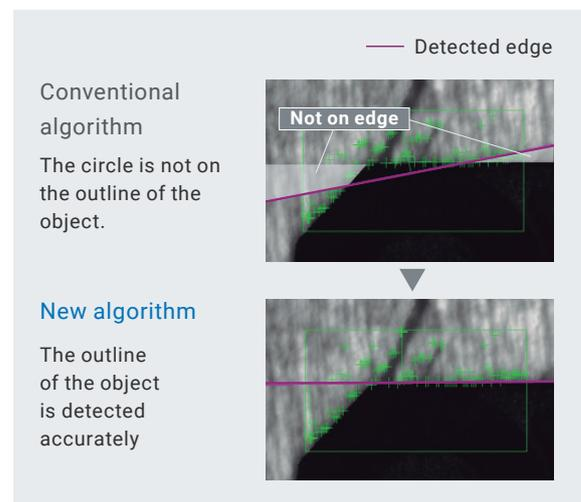 Detected edge
Conventional
algorithm
The circle is not on
the outline of the
object.
Not on edge
New algorithm
The outline
of the object
is detected
accurately